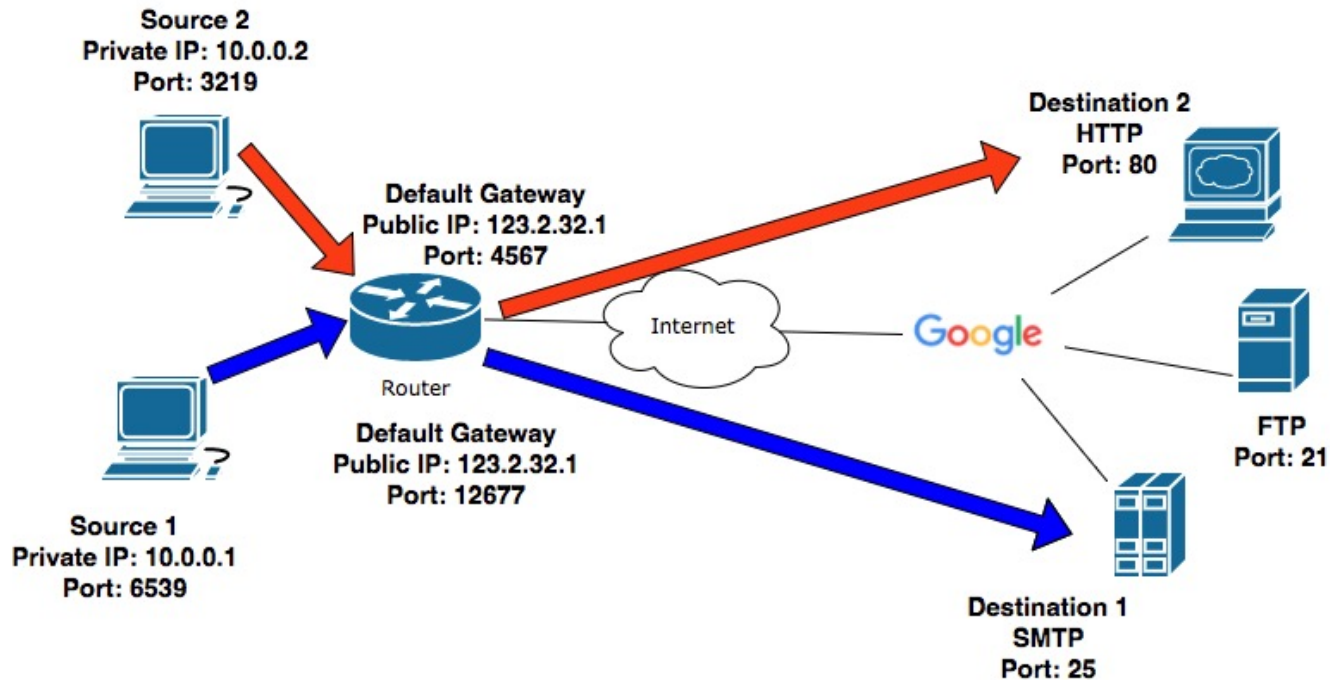 Source 2
Private IP: 10.0.0.2
Port: 3219
Default Gateway
Public IP: 123.2.32.1
Port: 4567
Destination 2
HTTP
Port: 80
Internet
Google
Router
Default Gateway
Public IP: 123.2.32.1
Port: 12677
FTP
Port: 21
Source 1
Private IP: 10.0.0.1
Port: 6539
Destination 1
SMTP
Port: 25